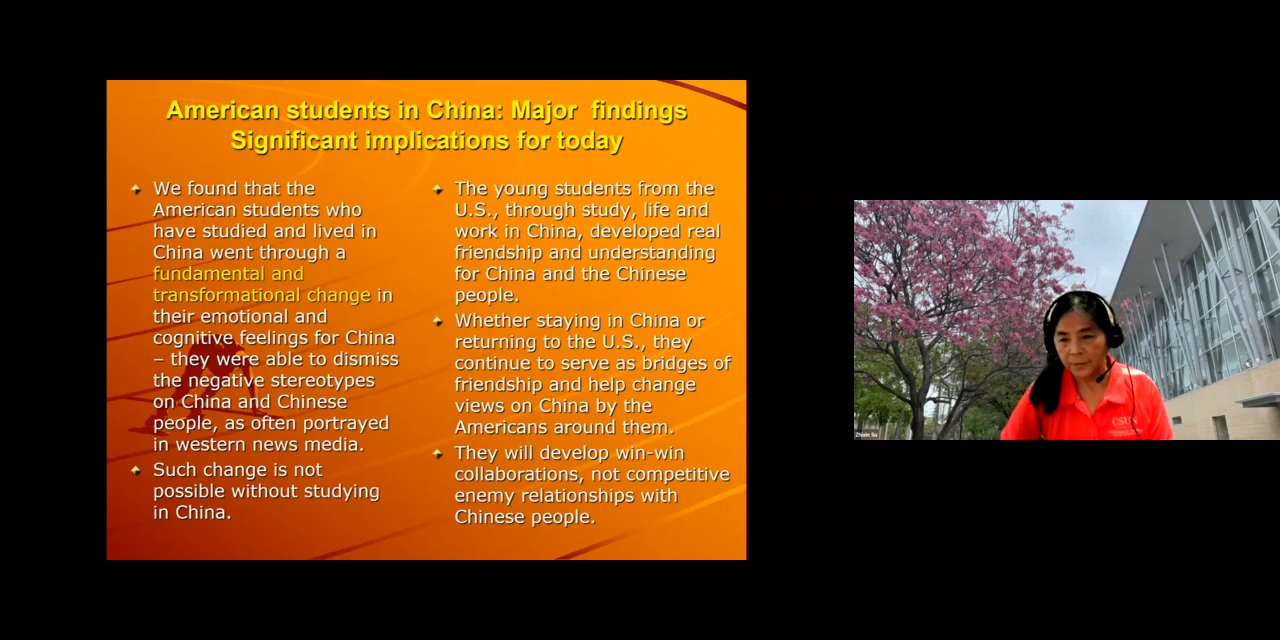 American students in China: Major findings
Significant implications for today
We found that the
American students who
have studied and lived in
China went through a
fundamental and
transformational change in
their emotional and
cognitive feelings for China
– they were able to dismiss
the negative stereotypes
on China and Chinese
people, as often portrayed
in western news media.
Such change is not
possible without studying
in China.
The young students from the
U.S., through study, life and
work in China, developed real
friendship and understanding
for China and the Chinese
people.
Whether staying in China or
returning to the U.S., they
continue to serve as bridges of
friendship and help change
views on China by the
Americans around them.
They will develop win-win
collaborations, not competitive
enemy relationships with
Chinese people.
CSUN
Zhixin Su